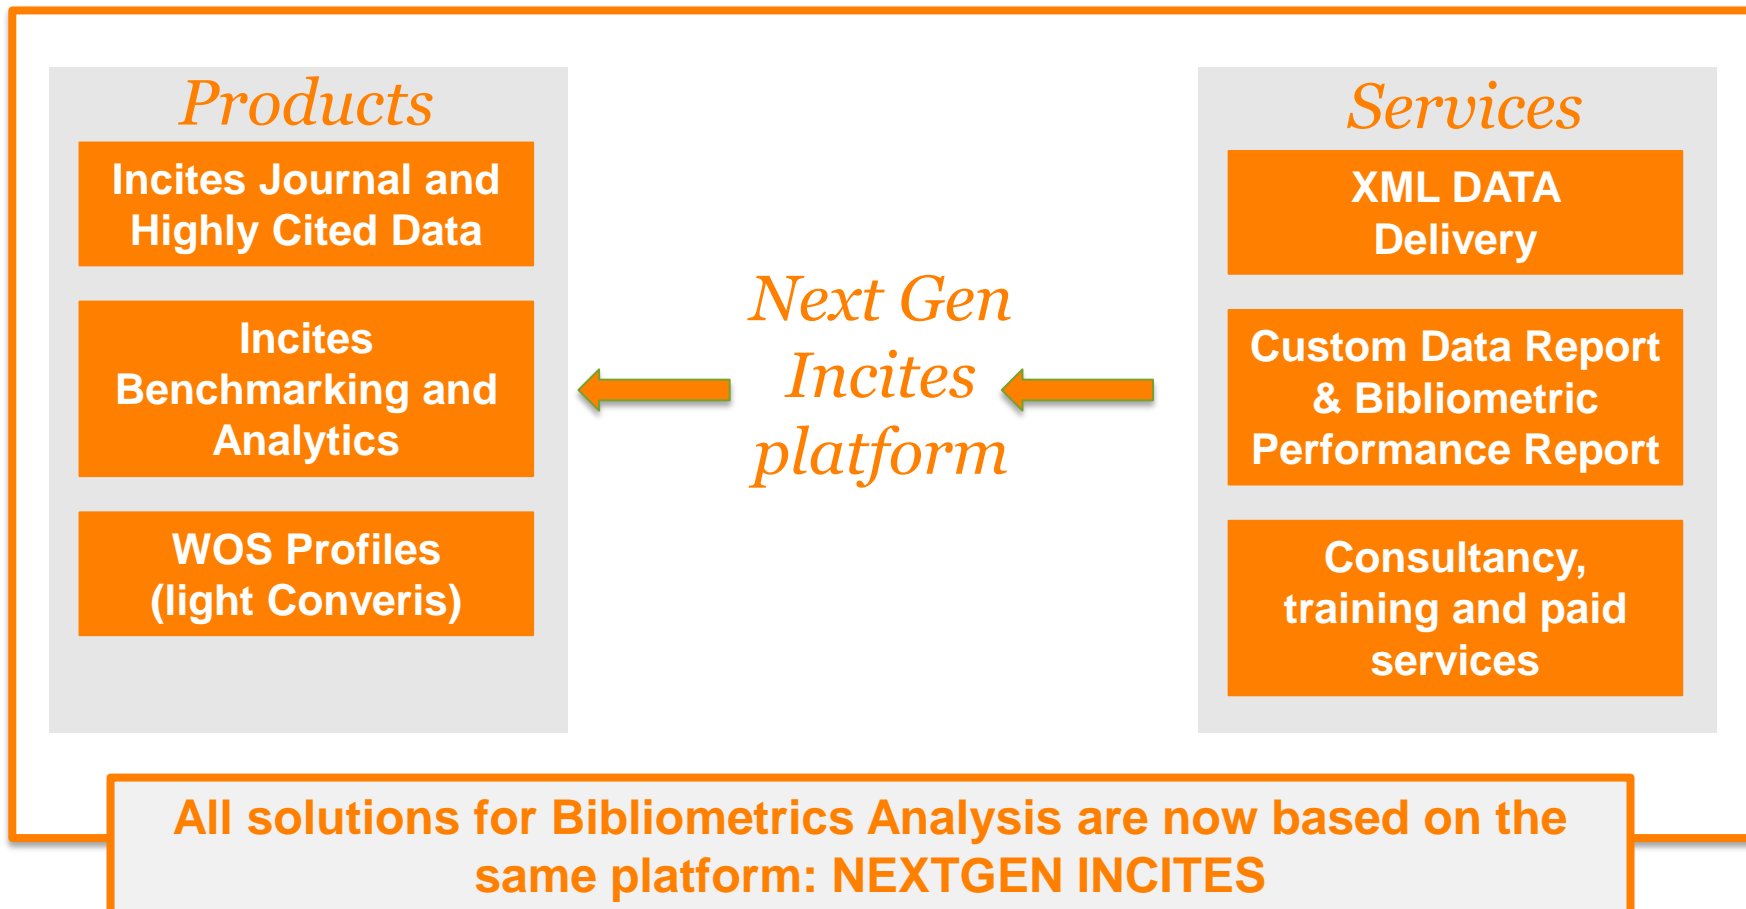 Products
Incites Journal and
Highly Cited Data
Incites
Benchmarking and
Analytics
WOS Profiles
(light Converis)
Next Gen
Incites
platform
Services
XML DATA
Delivery
Custom Data Report
& Bibliometric
Performance Report
Consultancy,
training and paid
services
All solutions for Bibliometrics Analysis are now based on the
same platform: NEXTGEN INCITES